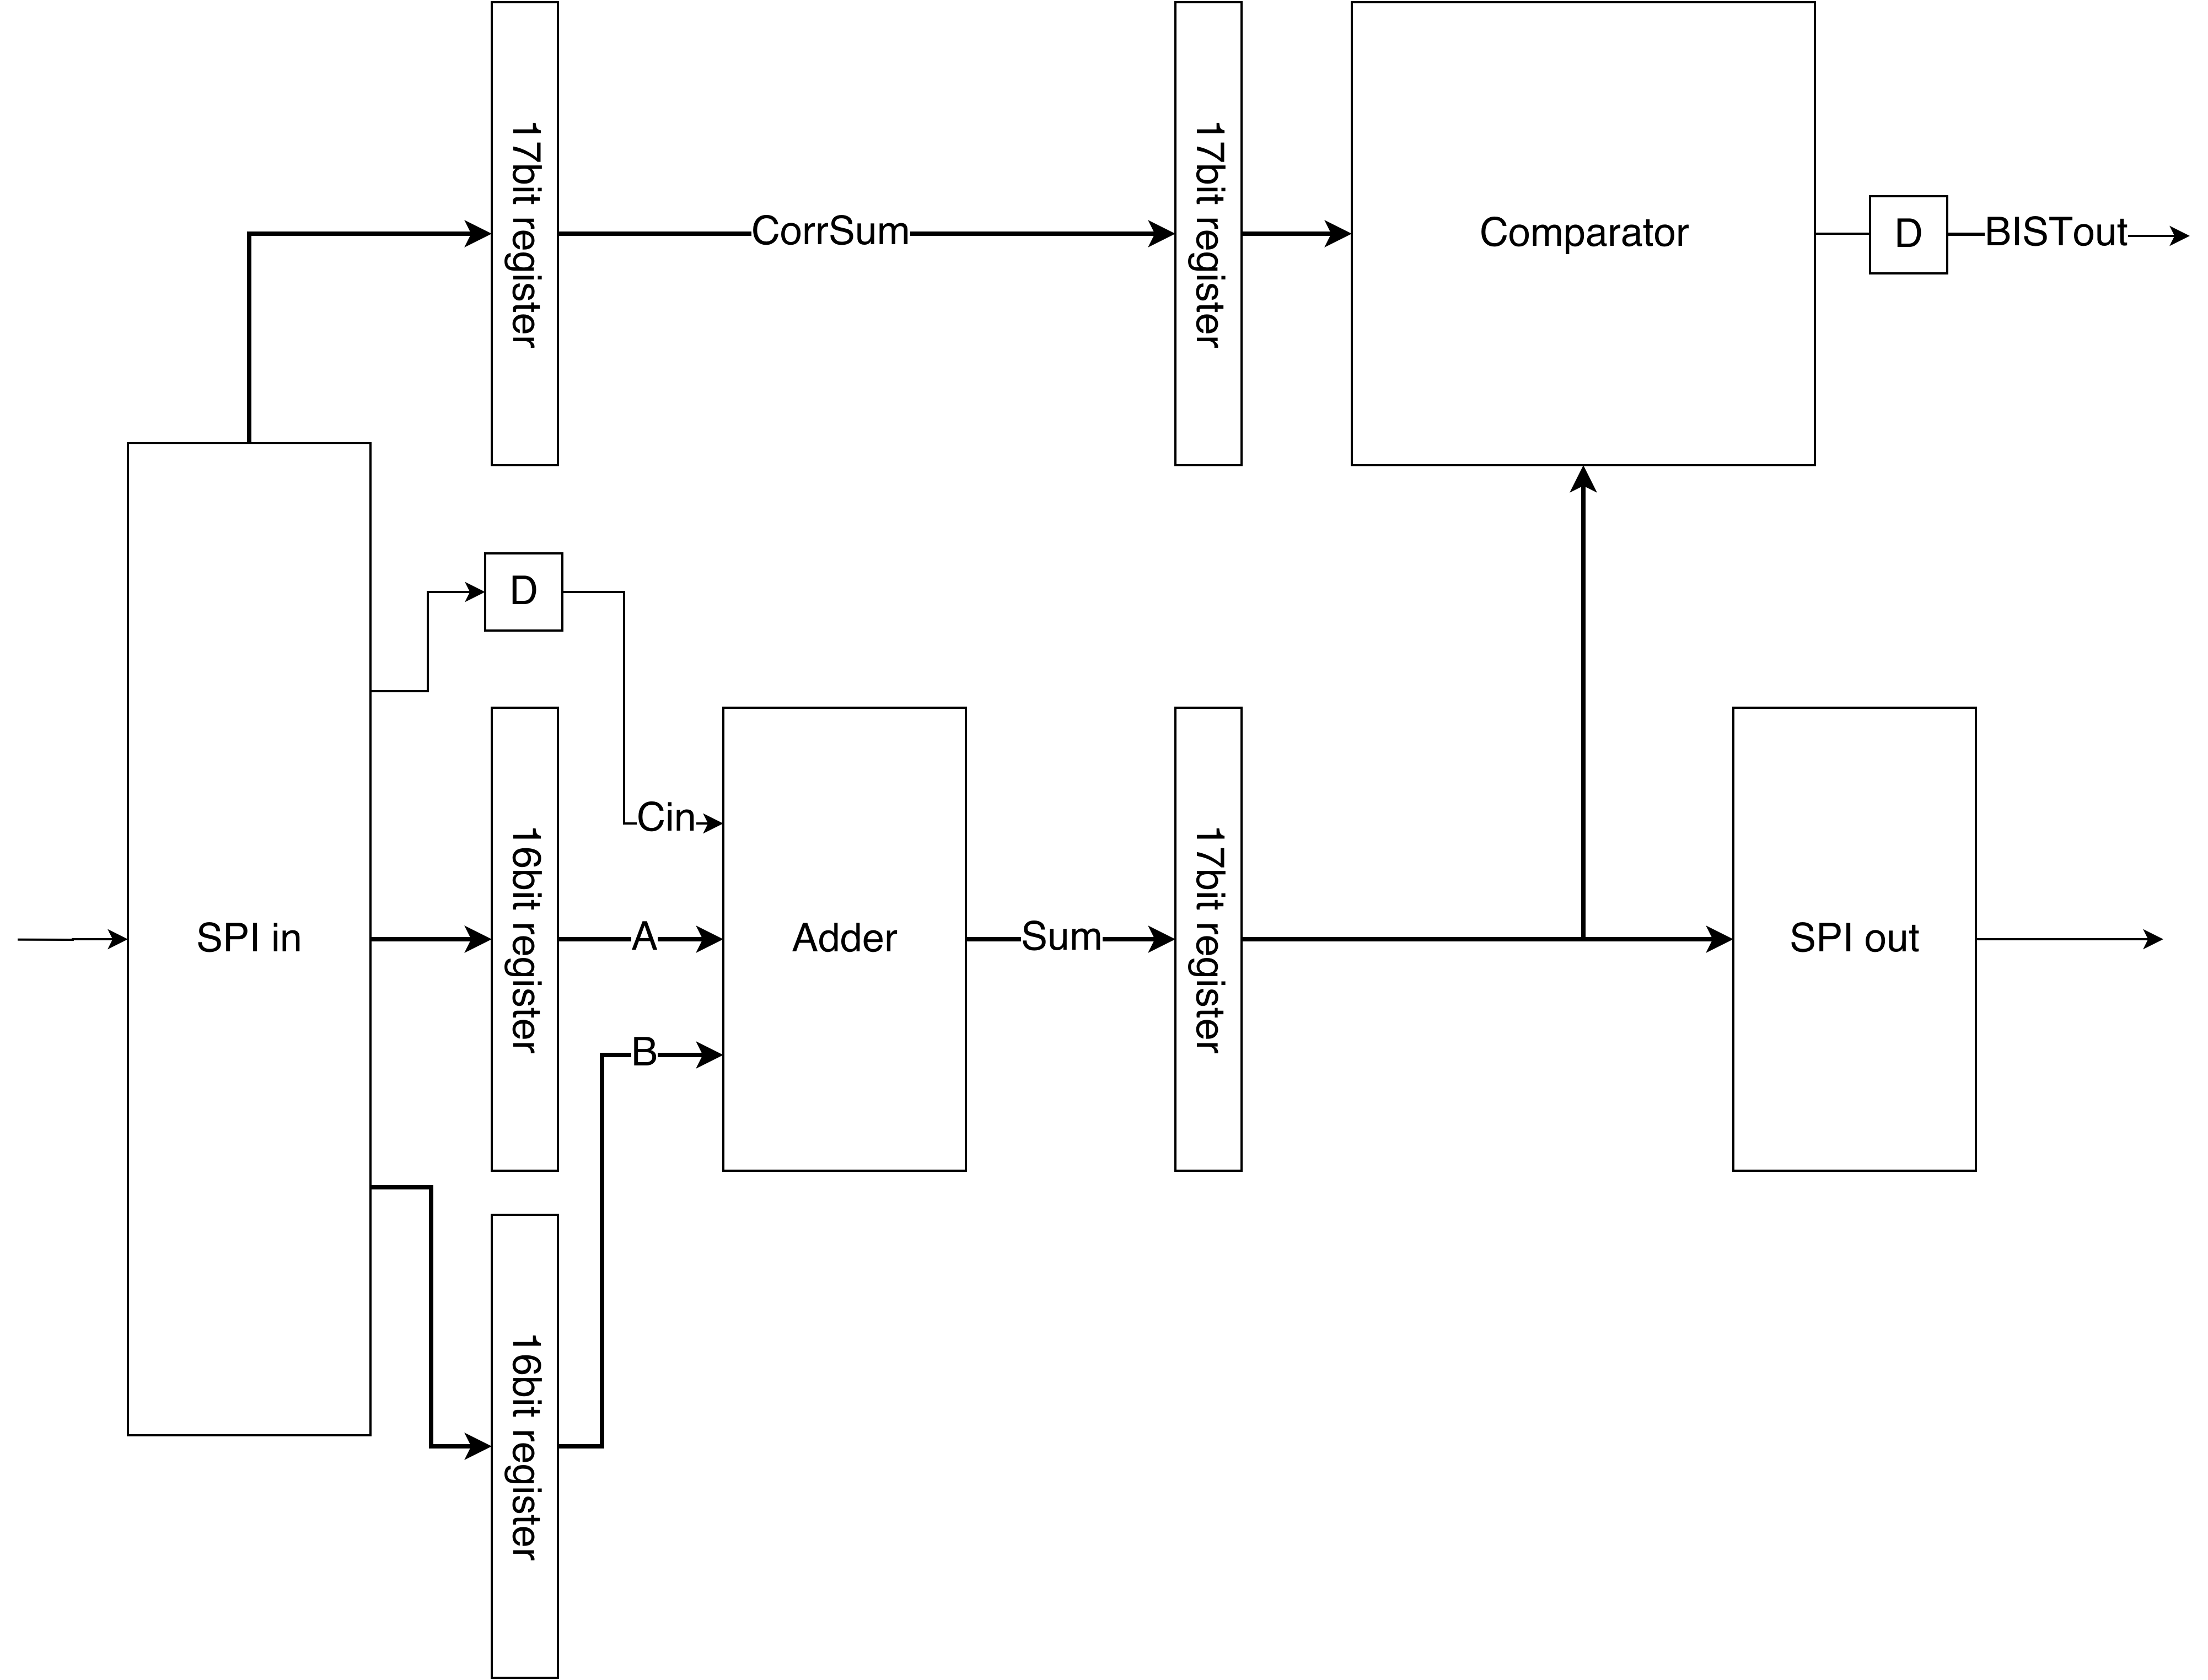 17bit register
CorrSum
17bit register
Comparator
D
BISTout
D
SPI in
16bit register
Cin
A
B
Adder
Sum
17bit register
SPI out
16bit register